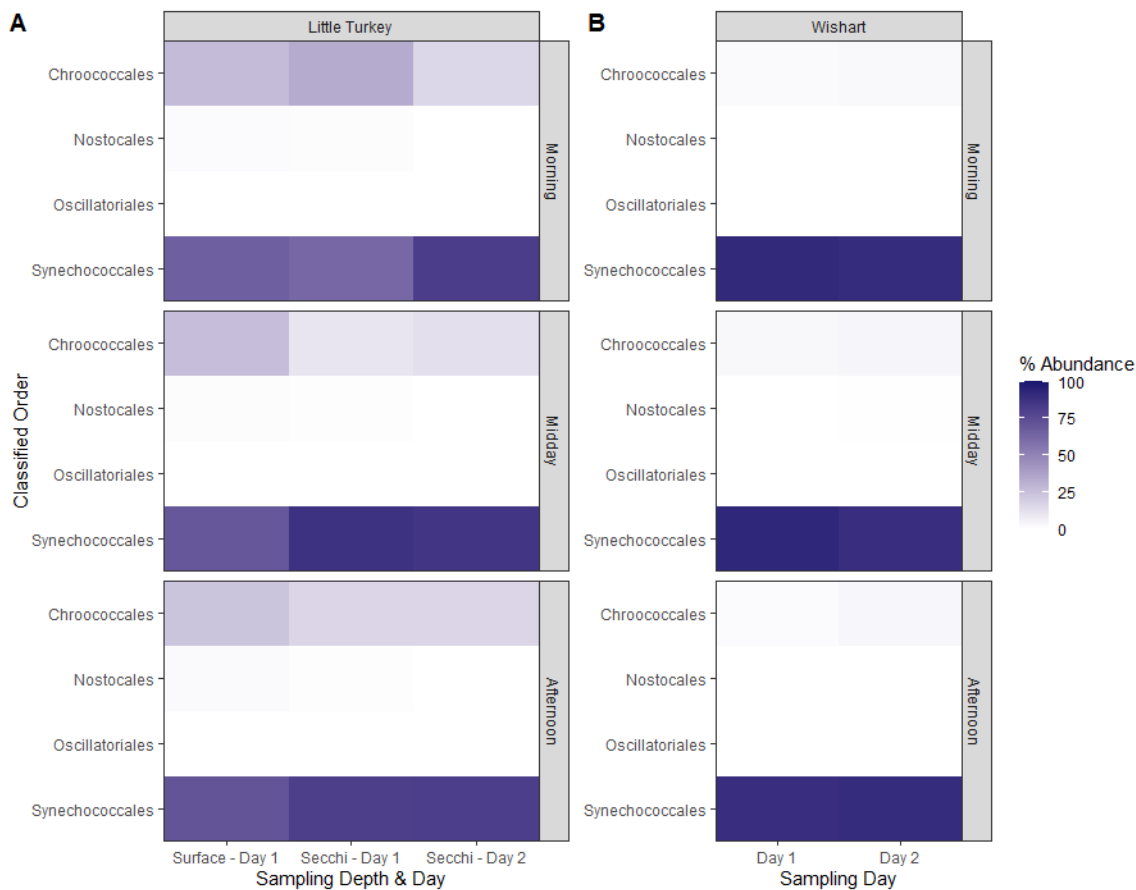 A
Little Turkey
Chroococcales
Nostocales
Oscillatoriales
Synechococcales
Morning
Chroococcales
Nostocales
Oscillatoriales
Synechococcales
Midday
Chroococcales
Nostocales
Oscillatoriales
Synechococcales
Afternoon
Classified Order
Surface - Day 1
Secchi - Day 1
Secchi - Day 2
Sampling Depth & Day
B
Wishart
Chroococcales
Nostocales
Oscillatoriales
Synechococcales
Morning
Chroococcales
Nostocales
Oscillatoriales
Synechococcales
Midday
Chroococcales
Nostocales
Oscillatoriales
Synechococcales
Afternoon
Day 1
Day 2
Sampling Day
% Abundance
100
75
50
25
0